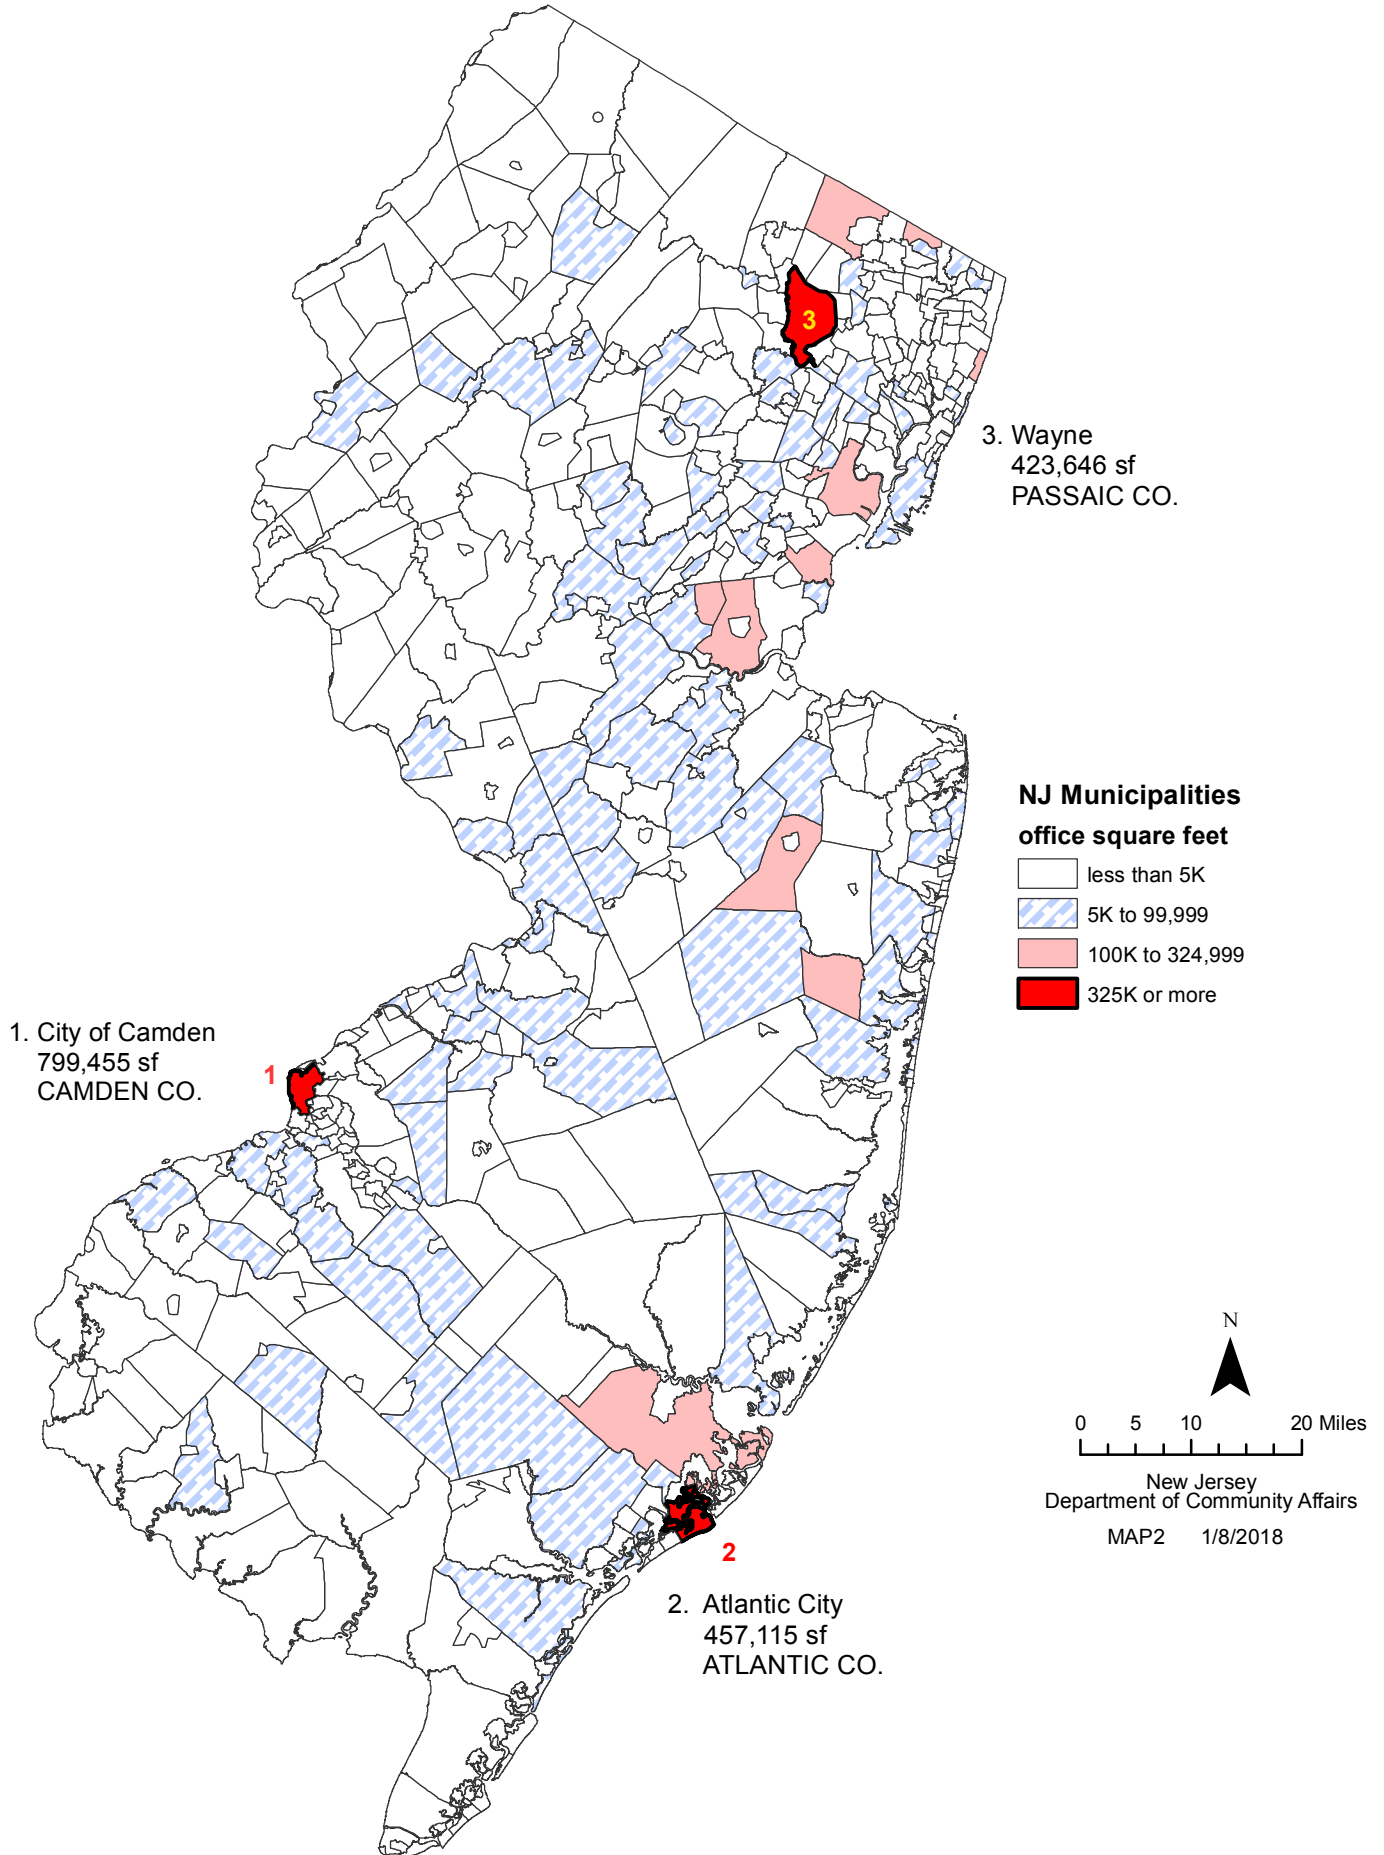 3
3. Wayne
423,646 sf
PASSAIC CO.
NJ Municipalities
office square feet
less than 5K
5K to 99,999
100K to 324,999
325K or more
1. City of Camden
799,455 sf
CAMDEN CO.
1
N
0 5 10 20 Miles
New Jersey
Department of Community Affairs
MAP2 1/8/2018
2
2. Atlantic City
457,115 sf
ATLANTIC CO.